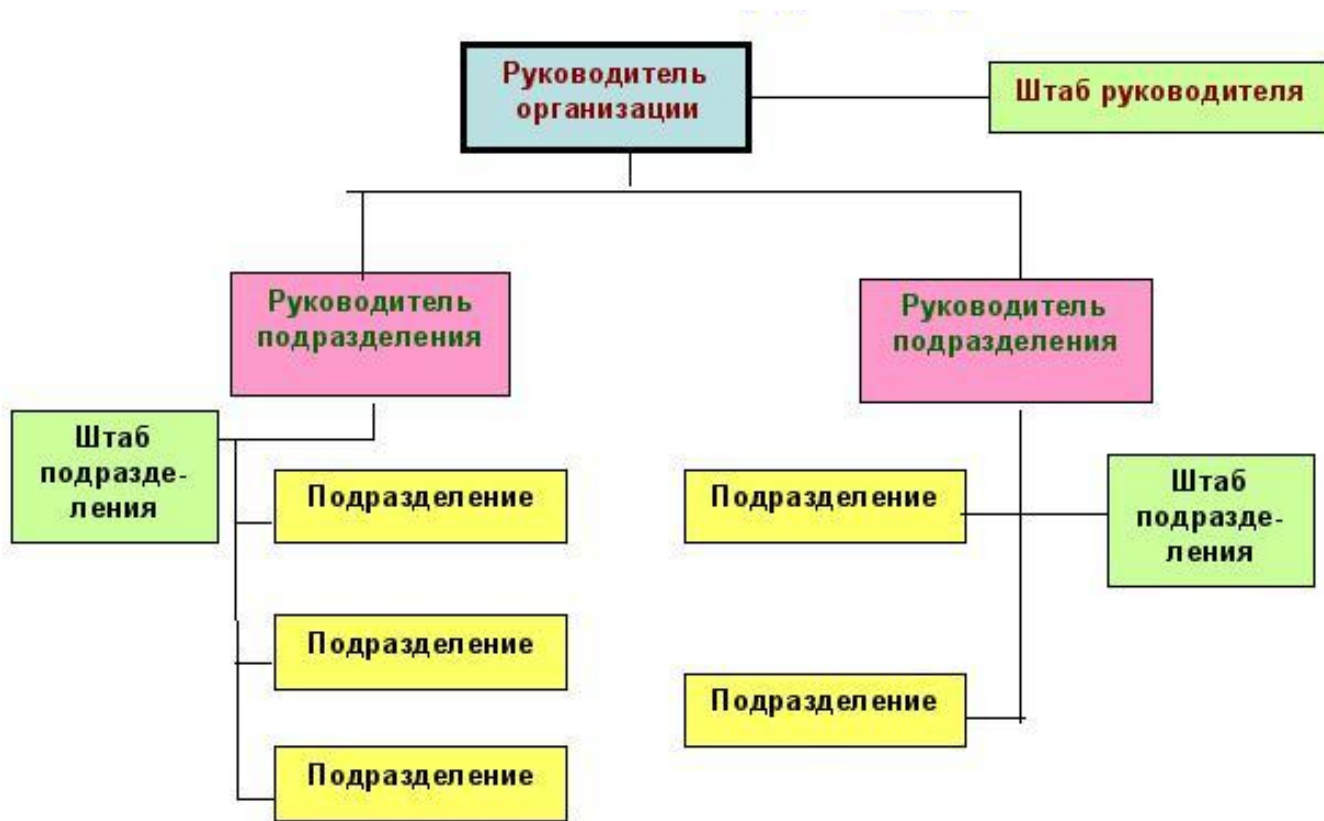 Руководитель
организации
Штаб руководителя
Руководитель
подразделения
Руководитель
подразделения
Штаб
подразде-
ления
Подразделение
Подразделение
Подразделение
Подразделение
Подразделение
Штаб
подразде-
ления